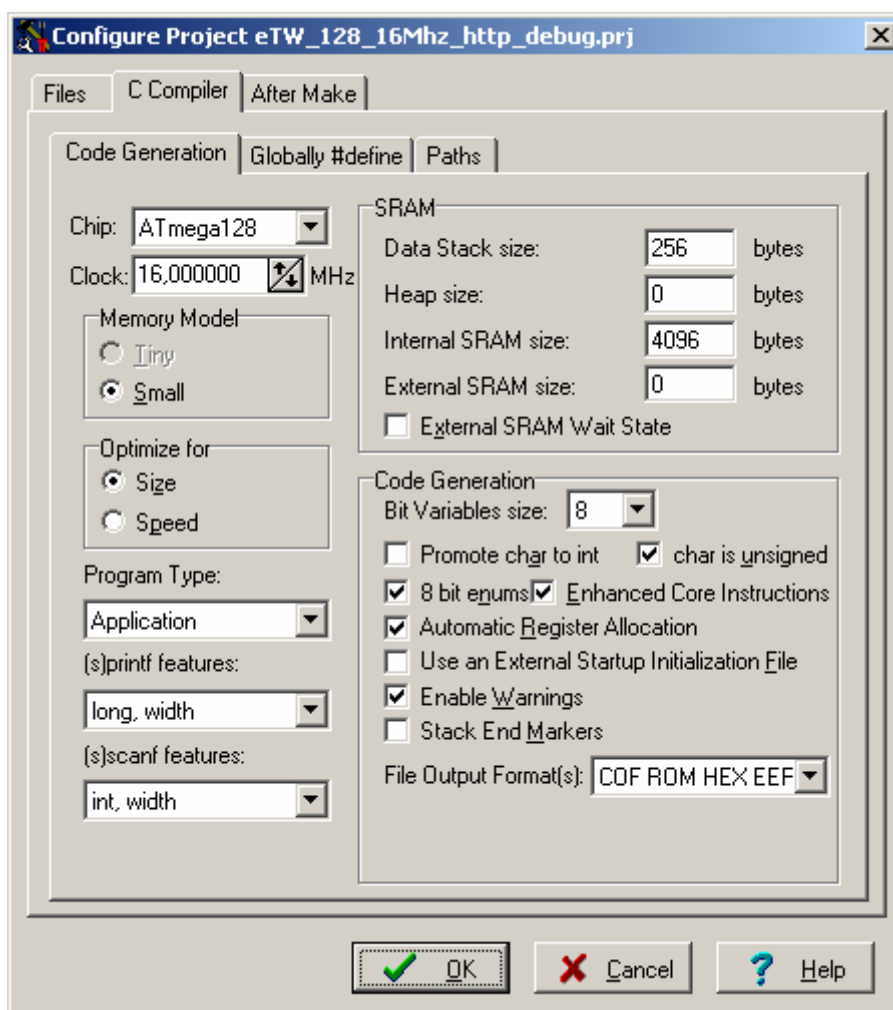 Configure Project eTW_128_16Mhz_http_debug.prj
Files C Compiler After Make
Code Generation Globally #define Paths
Chip: ATmega128
Clock: 16,000000 MHz
Memory Model
Tiny
Small
Optimize for
Size
Speed
Program Type:
Application
(s)printf features:
long, width
(s)scanf features:
int, width
SRAM
Data Stack size: 256 bytes
Heap size: 0 bytes
Internal SRAM size: 4096 bytes
External SRAM size: 0 bytes
External SRAM Wait State
Code Generation
Bit Variables size: 8
Promote char to int char is unsigned
8 bit enums Enhanced Core Instructions
Automatic Register Allocation
Use an External Startup Initialization File
Enable Warnings
Stack End Markers
File Output Format(s): COF ROM HEX EEF
OK Cancel Help